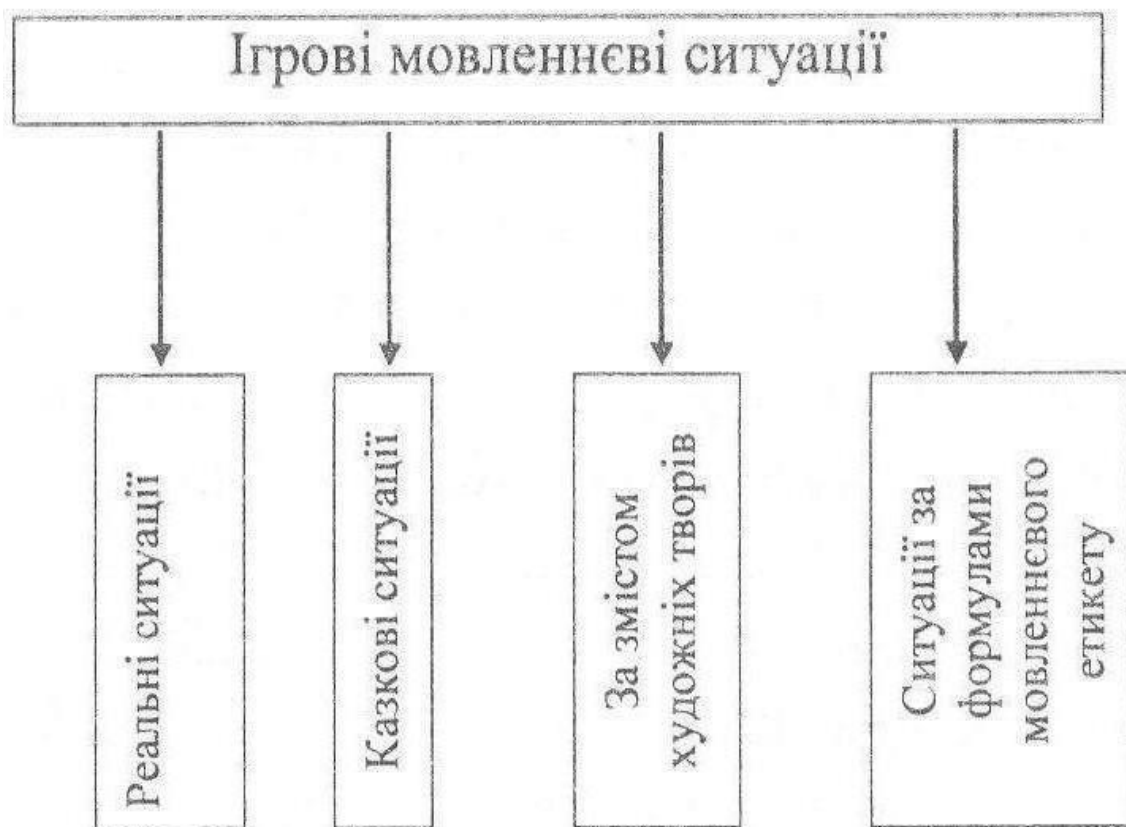 Ігрові мовленнєві ситуації
Реальні ситуації
Казкові ситуації
За змістом
художніх творів
Ситуації за
формулами
мовленнєвого
етикету